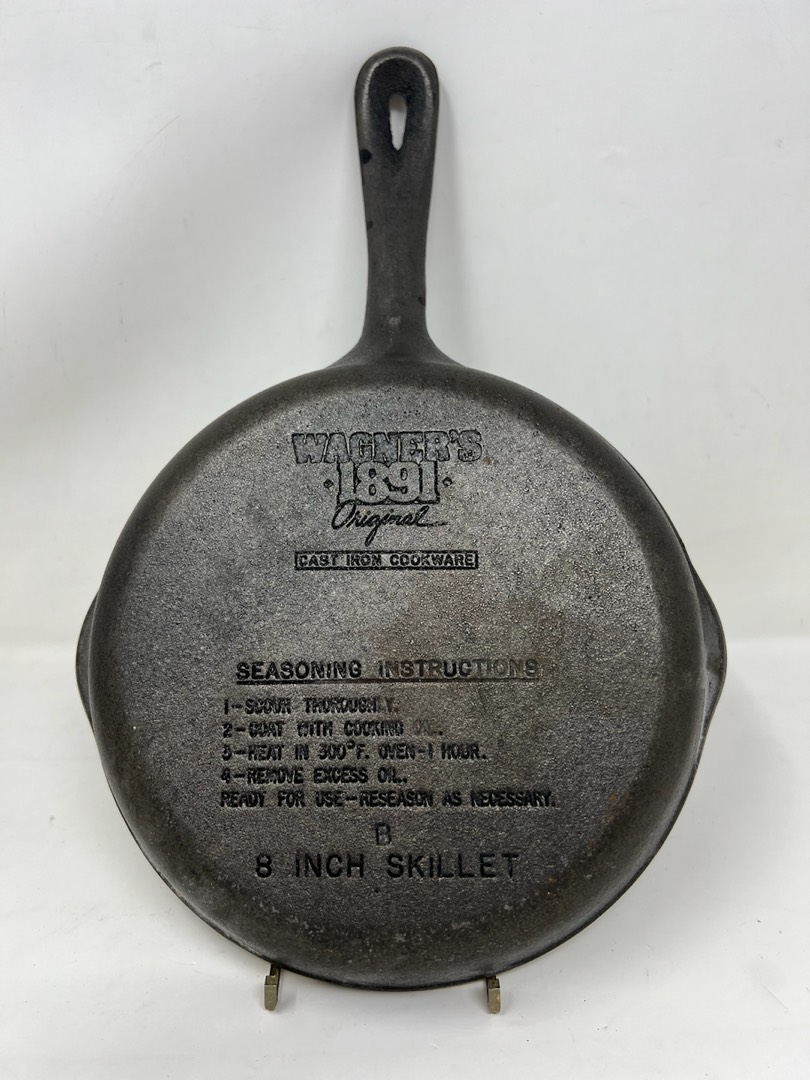 WAGNER'S
·1891·
Original
CAST IRON COOKWARE
SEASONING INSTRUCTIONS
1-SCOUR THOROUGHLY.
2-COAT WITH COOKING OIL.
3-HEAT IN 300°F. OVEN-1 HOUR.
4-REMOVE EXCESS OIL.
READY FOR USE-RESEASON AS NECESSARY.
B
8 INCH SKILLET